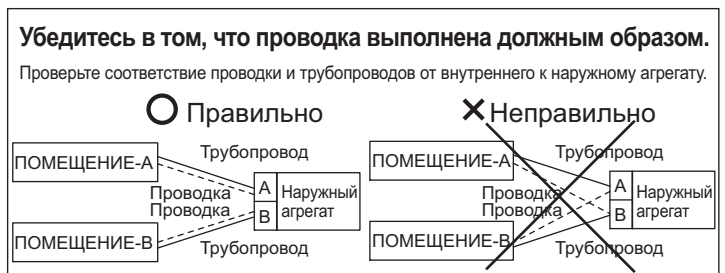 Убедитесь в том, что проводка выполнена должным образом.
Проверьте соответствие проводки и трубопроводов от внутреннего к наружному агрегату.
Правильно
ПОМЕЩЕНИЕ-A
Трубопровод
Проводка
Проводка
A
B
Наружный
агрегат
ПОМЕЩЕНИЕ-B
Трубопровод
Неправильно
ПОМЕЩЕНИЕ-A
Трубопровод
Проводка
Проводка
A
B
Наружный
агрегат
ПОМЕЩЕНИЕ-B
Трубопровод